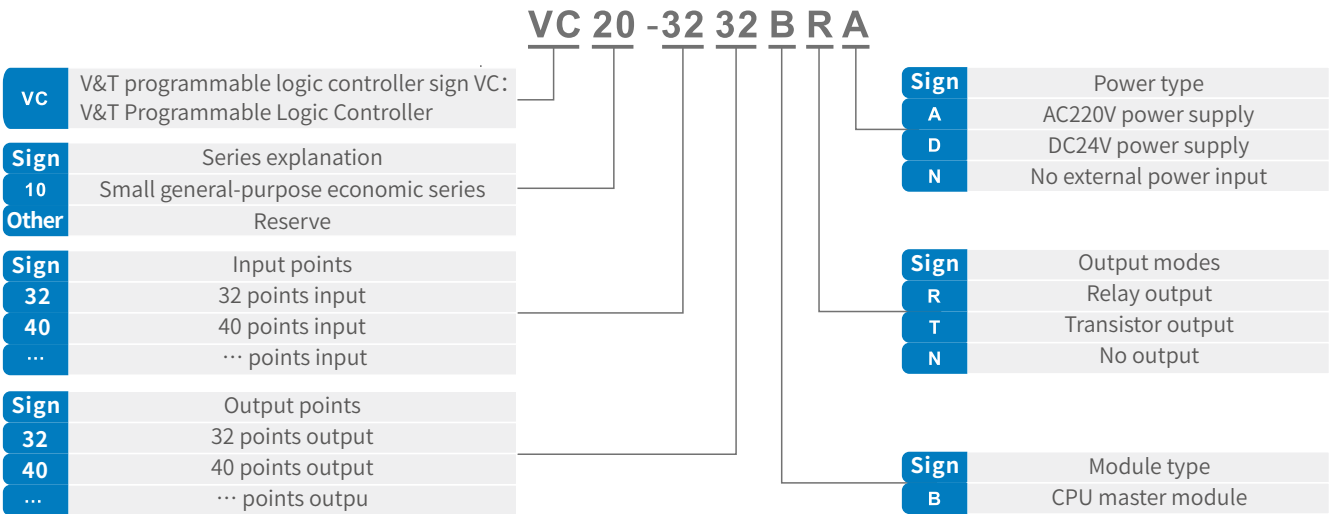 VC 20 -32 32 B R A
VC V&T programmable logic controller sign VC：
V&T Programmable Logic Controller
Sign Series explanation
10 Small general-purpose economic series
Other Reserve
Sign Input points
32 32 points input
40 40 points input
… … points input
Sign Output points
32 32 points output
40 40 points output
… … points outpu
Sign Power type
A AC220V power supply
D DC24V power supply
N No external power input
Sign Output modes
R Relay output
T Transistor output
N No output
Sign Module type
B CPU master module